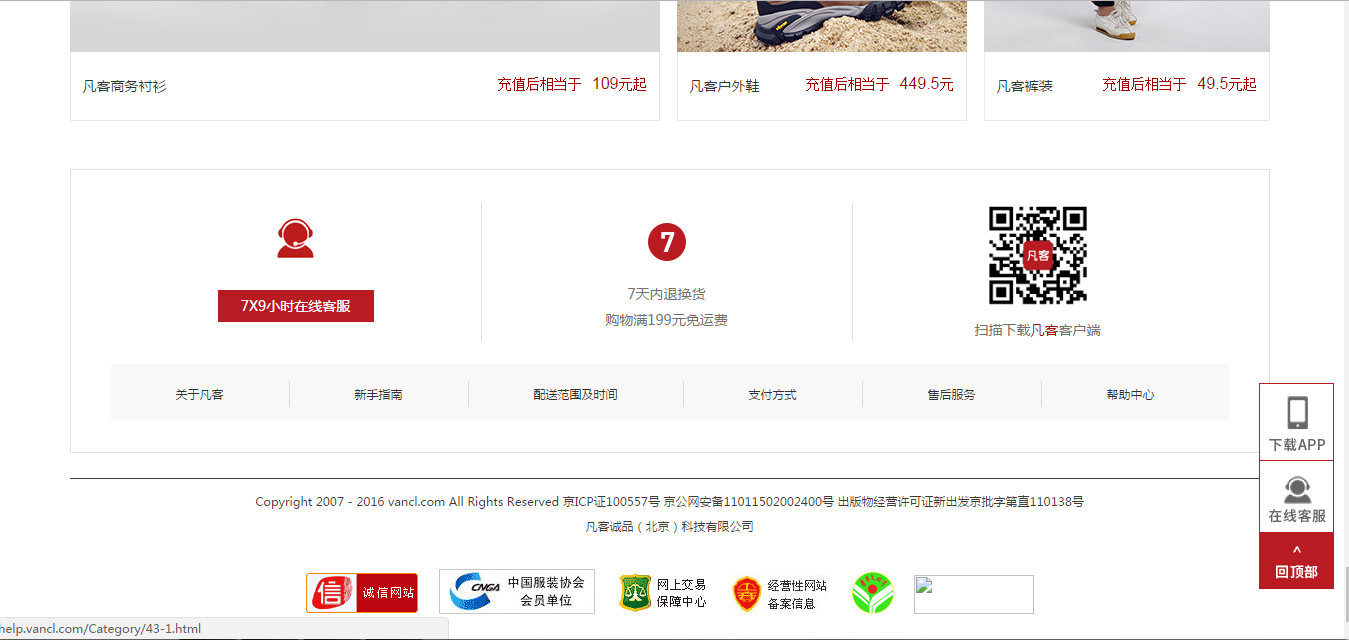 凡客商务衬衫 充值后相当于 109元起
凡客户外鞋 充值后相当于 449.5元
凡客裤装 充值后相当于 49.5元起
7X9小时在线客服
7
7天内退换货
购物满199元免运费
凡客
扫描下载凡客客户端
关于凡客 新手指南 配送范围及时间 支付方式 售后服务 帮助中心
下载APP
在线客服
^
回顶部
Copyright 2007 - 2016 vancl.com All Rights Reserved 京ICP证100557号 京公网安备11011502002400号 出版物经营许可证新出发京批字第直110138号
凡客诚品（北京）科技有限公司
信 诚信网站
CNGA 中国服装协会
会员单位
网上交易
保障中心
经营性网站
备案信息
help.vancl.com/Category/43-1.html